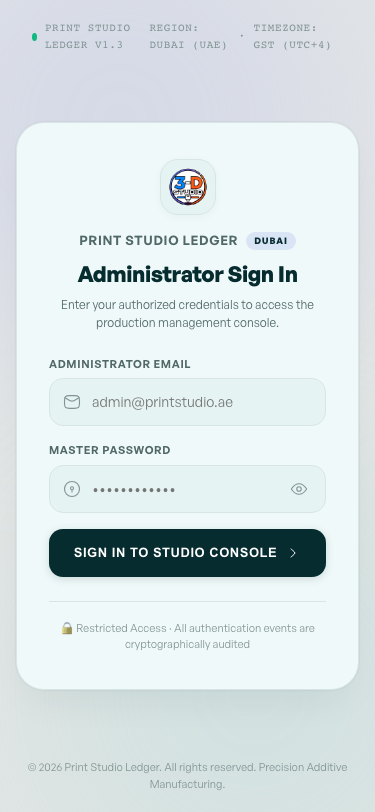 PRINT STUDIO LEDGER V1.3
REGION: DUBAI (UAE)
·
TIMEZONE: GST (UTC+4)
3-D
PRINT STUDIO LEDGER
DUBAI
Administrator Sign In
Enter your authorized credentials to access the
production management console.
ADMINISTRATOR EMAIL
admin@printstudio.ae
MASTER PASSWORD
••••••••••••
SIGN IN TO STUDIO CONSOLE
🔒 Restricted Access · All authentication events are
cryptographically audited
© 2026 Print Studio Ledger. All rights reserved. Precision Additive
Manufacturing.